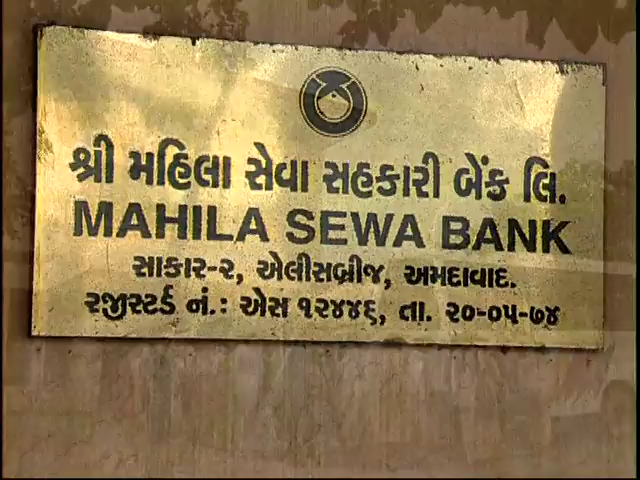 શ્રી મહિલા સેવા સહકારી બેંક લિ.
MAHILA SEWA BANK
સાકાર-૨, એલીસબ્રીજ, અમદાવાદ.
રજીસ્ટર્ડ નં.: એસ ૧૨૪૪૬, તા. ૨૦-૦૫-૭૪